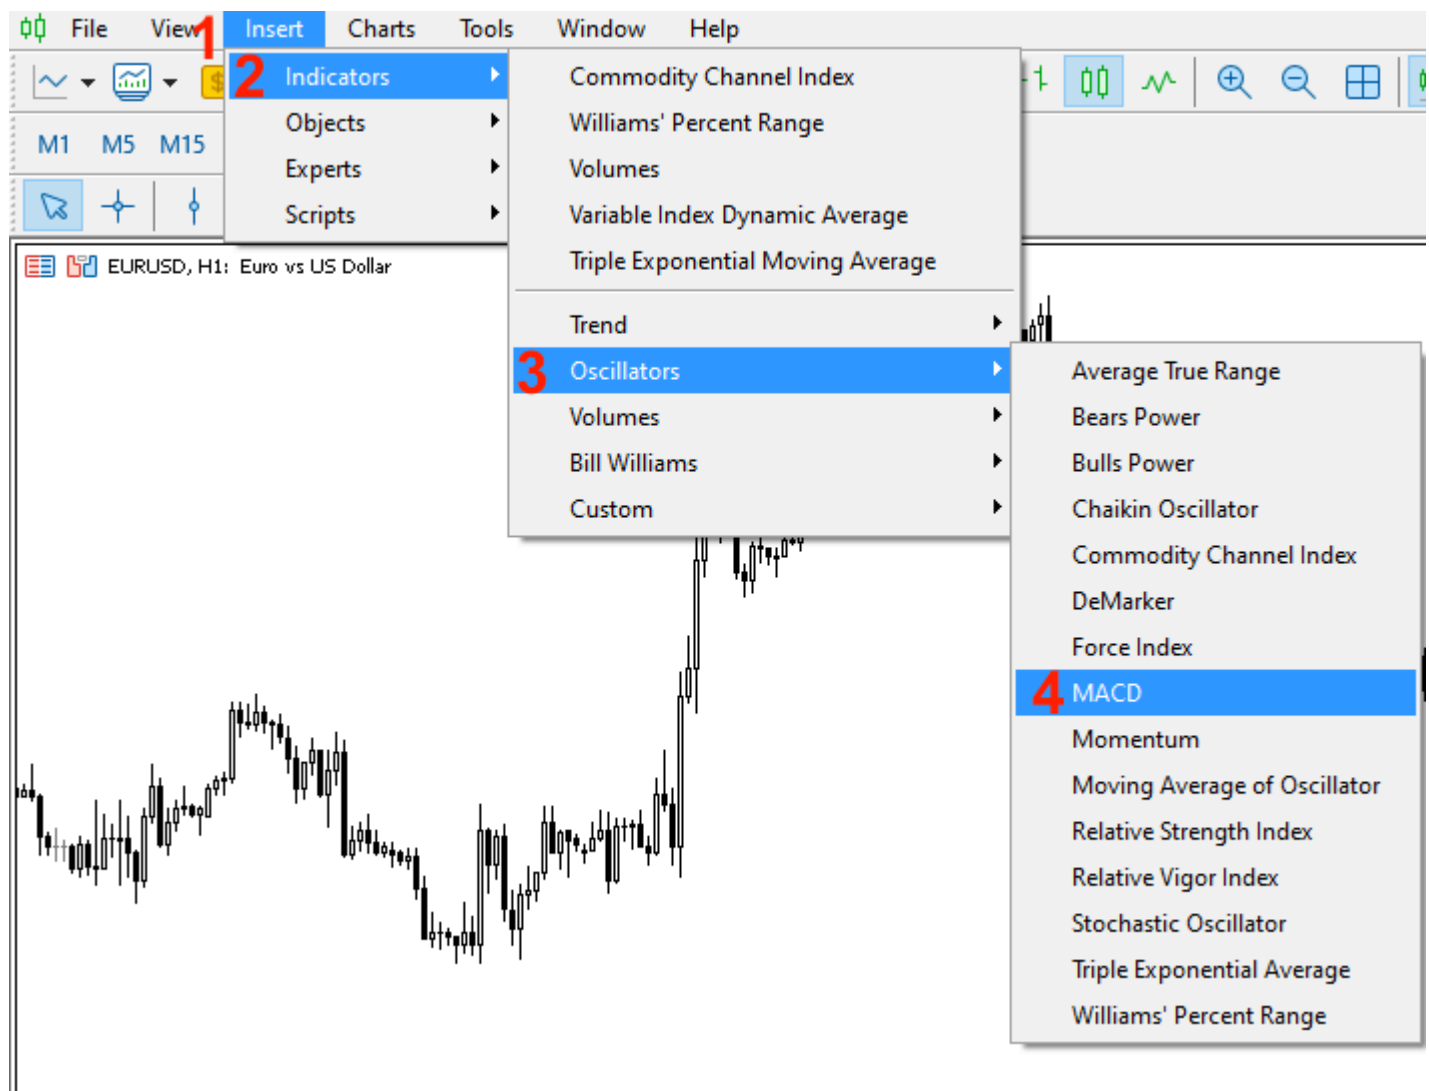 File View Insert Charts Tools Window Help
1
2 Indicators
Objects
Experts
Scripts
M1 M5 M15
EURUSD, H1: Euro vs US Dollar
Commodity Channel Index
Williams' Percent Range
Volumes
Variable Index Dynamic Average
Triple Exponential Moving Average
Trend
3 Oscillators
Volumes
Bill Williams
Custom
Average True Range
Bears Power
Bulls Power
Chaikin Oscillator
Commodity Channel Index
DeMarker
Force Index
4 MACD
Momentum
Moving Average of Oscillator
Relative Strength Index
Relative Vigor Index
Stochastic Oscillator
Triple Exponential Average
Williams' Percent Range